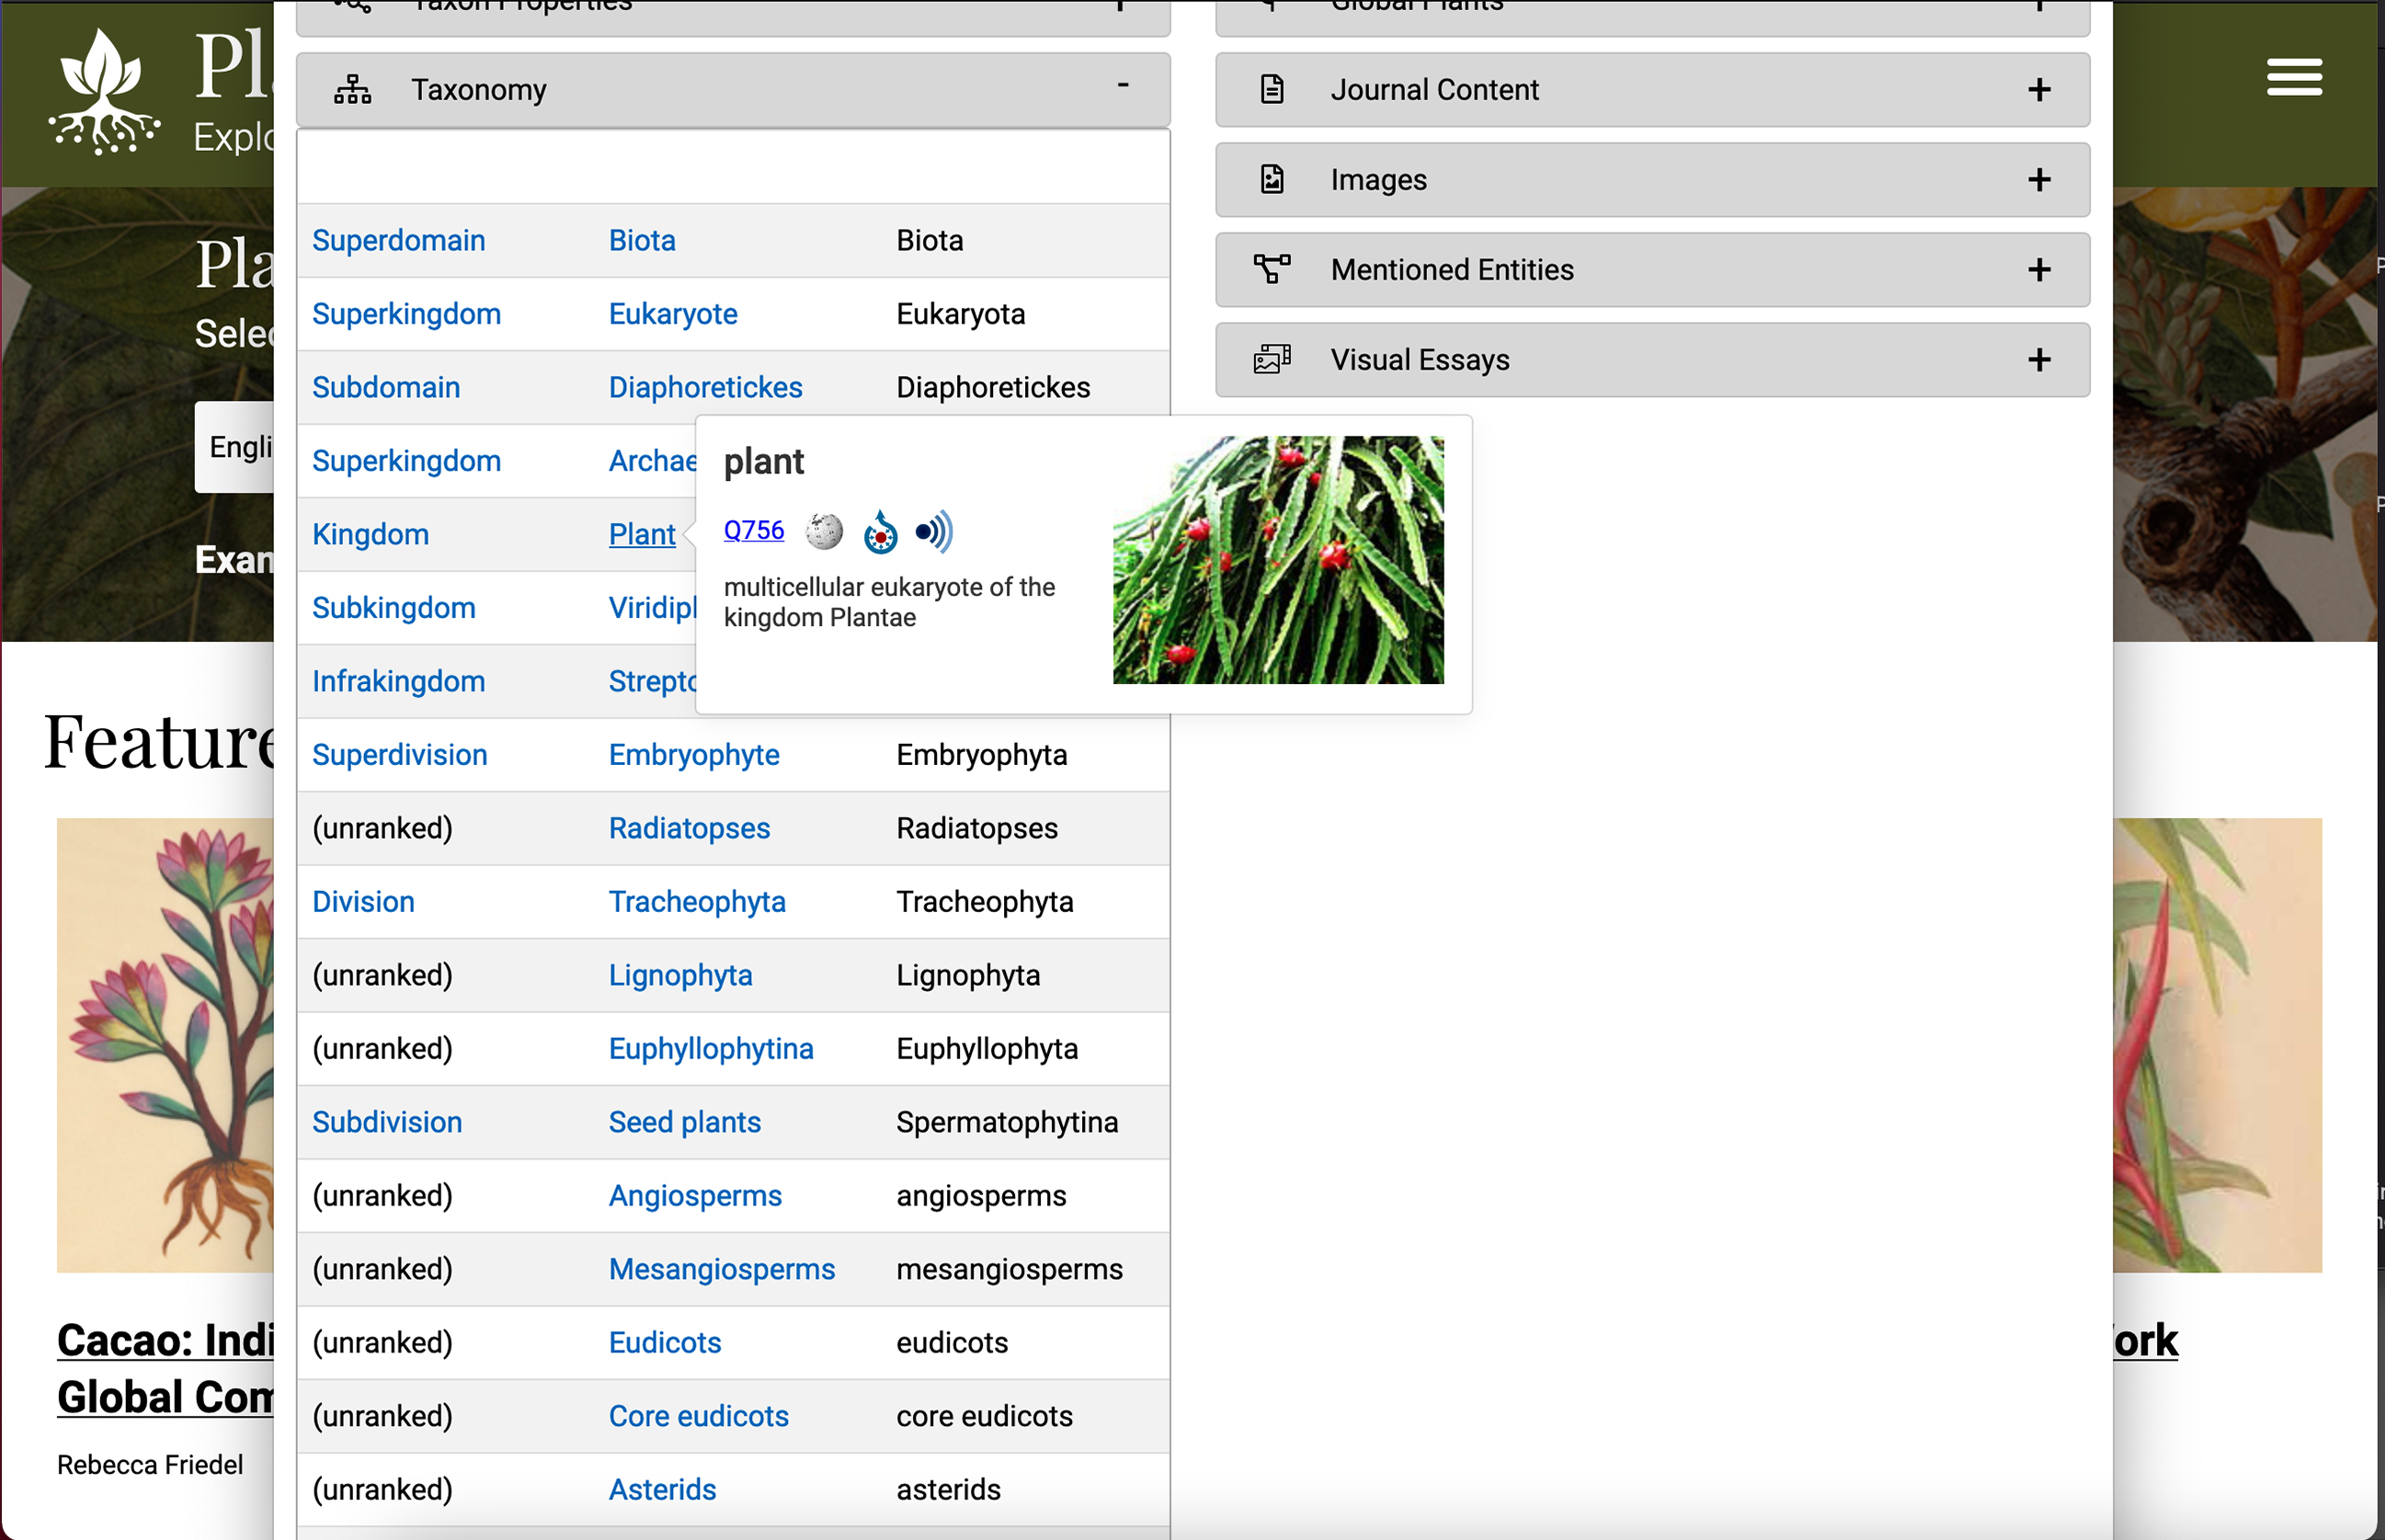 Taxon Properties
Global Plants
Pla
Explo
Taxonomy
-
Journal Content
+
Images
+
Mentioned Entities
+
Visual Essays
+
Pla
Selec
Engli
Exam
Superdomain Biota Biota
Superkingdom Eukaryote Eukaryota
Subdomain Diaphoretickes Diaphoretickes
Superkingdom Archae
Kingdom Plant
Subkingdom Viridipl
Infrakingdom Strepto
plant
Q756
multicellular eukaryote of the
kingdom Plantae
Superdivision Embryophyte Embryophyta
(unranked) Radiatopses Radiatopses
Division Tracheophyta Tracheophyta
(unranked) Lignophyta Lignophyta
(unranked) Euphyllophytina Euphyllophyta
Subdivision Seed plants Spermatophytina
(unranked) Angiosperms angiosperms
(unranked) Mesangiosperms mesangiosperms
(unranked) Eudicots eudicots
(unranked) Core eudicots core eudicots
(unranked) Asterids asterids
Feature
Cacao: Indi
Global Com
Rebecca Friedel
ork